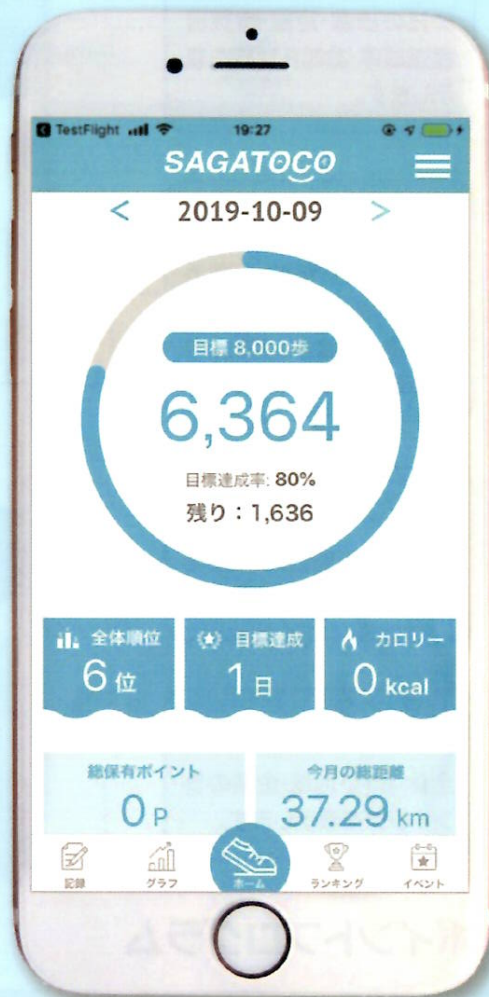 TestFlight
19:27
SAGATOCO
< 2019-10-09 >
目標 8,000歩
6,364
目標達成率: 80%
残り：1,636
全体順位 目標達成 カロリー
6位 1日 0 kcal
総保有ポイント 今月の総距離
0 P 37.29 km
記録 グラフ ホーム ランキング イベント